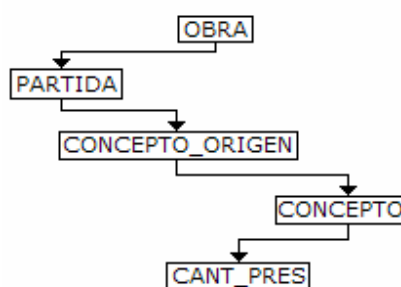 OBRA
PARTIDA
CONCEPTO_ORIGEN
CONCEPTO
CANT_PRES